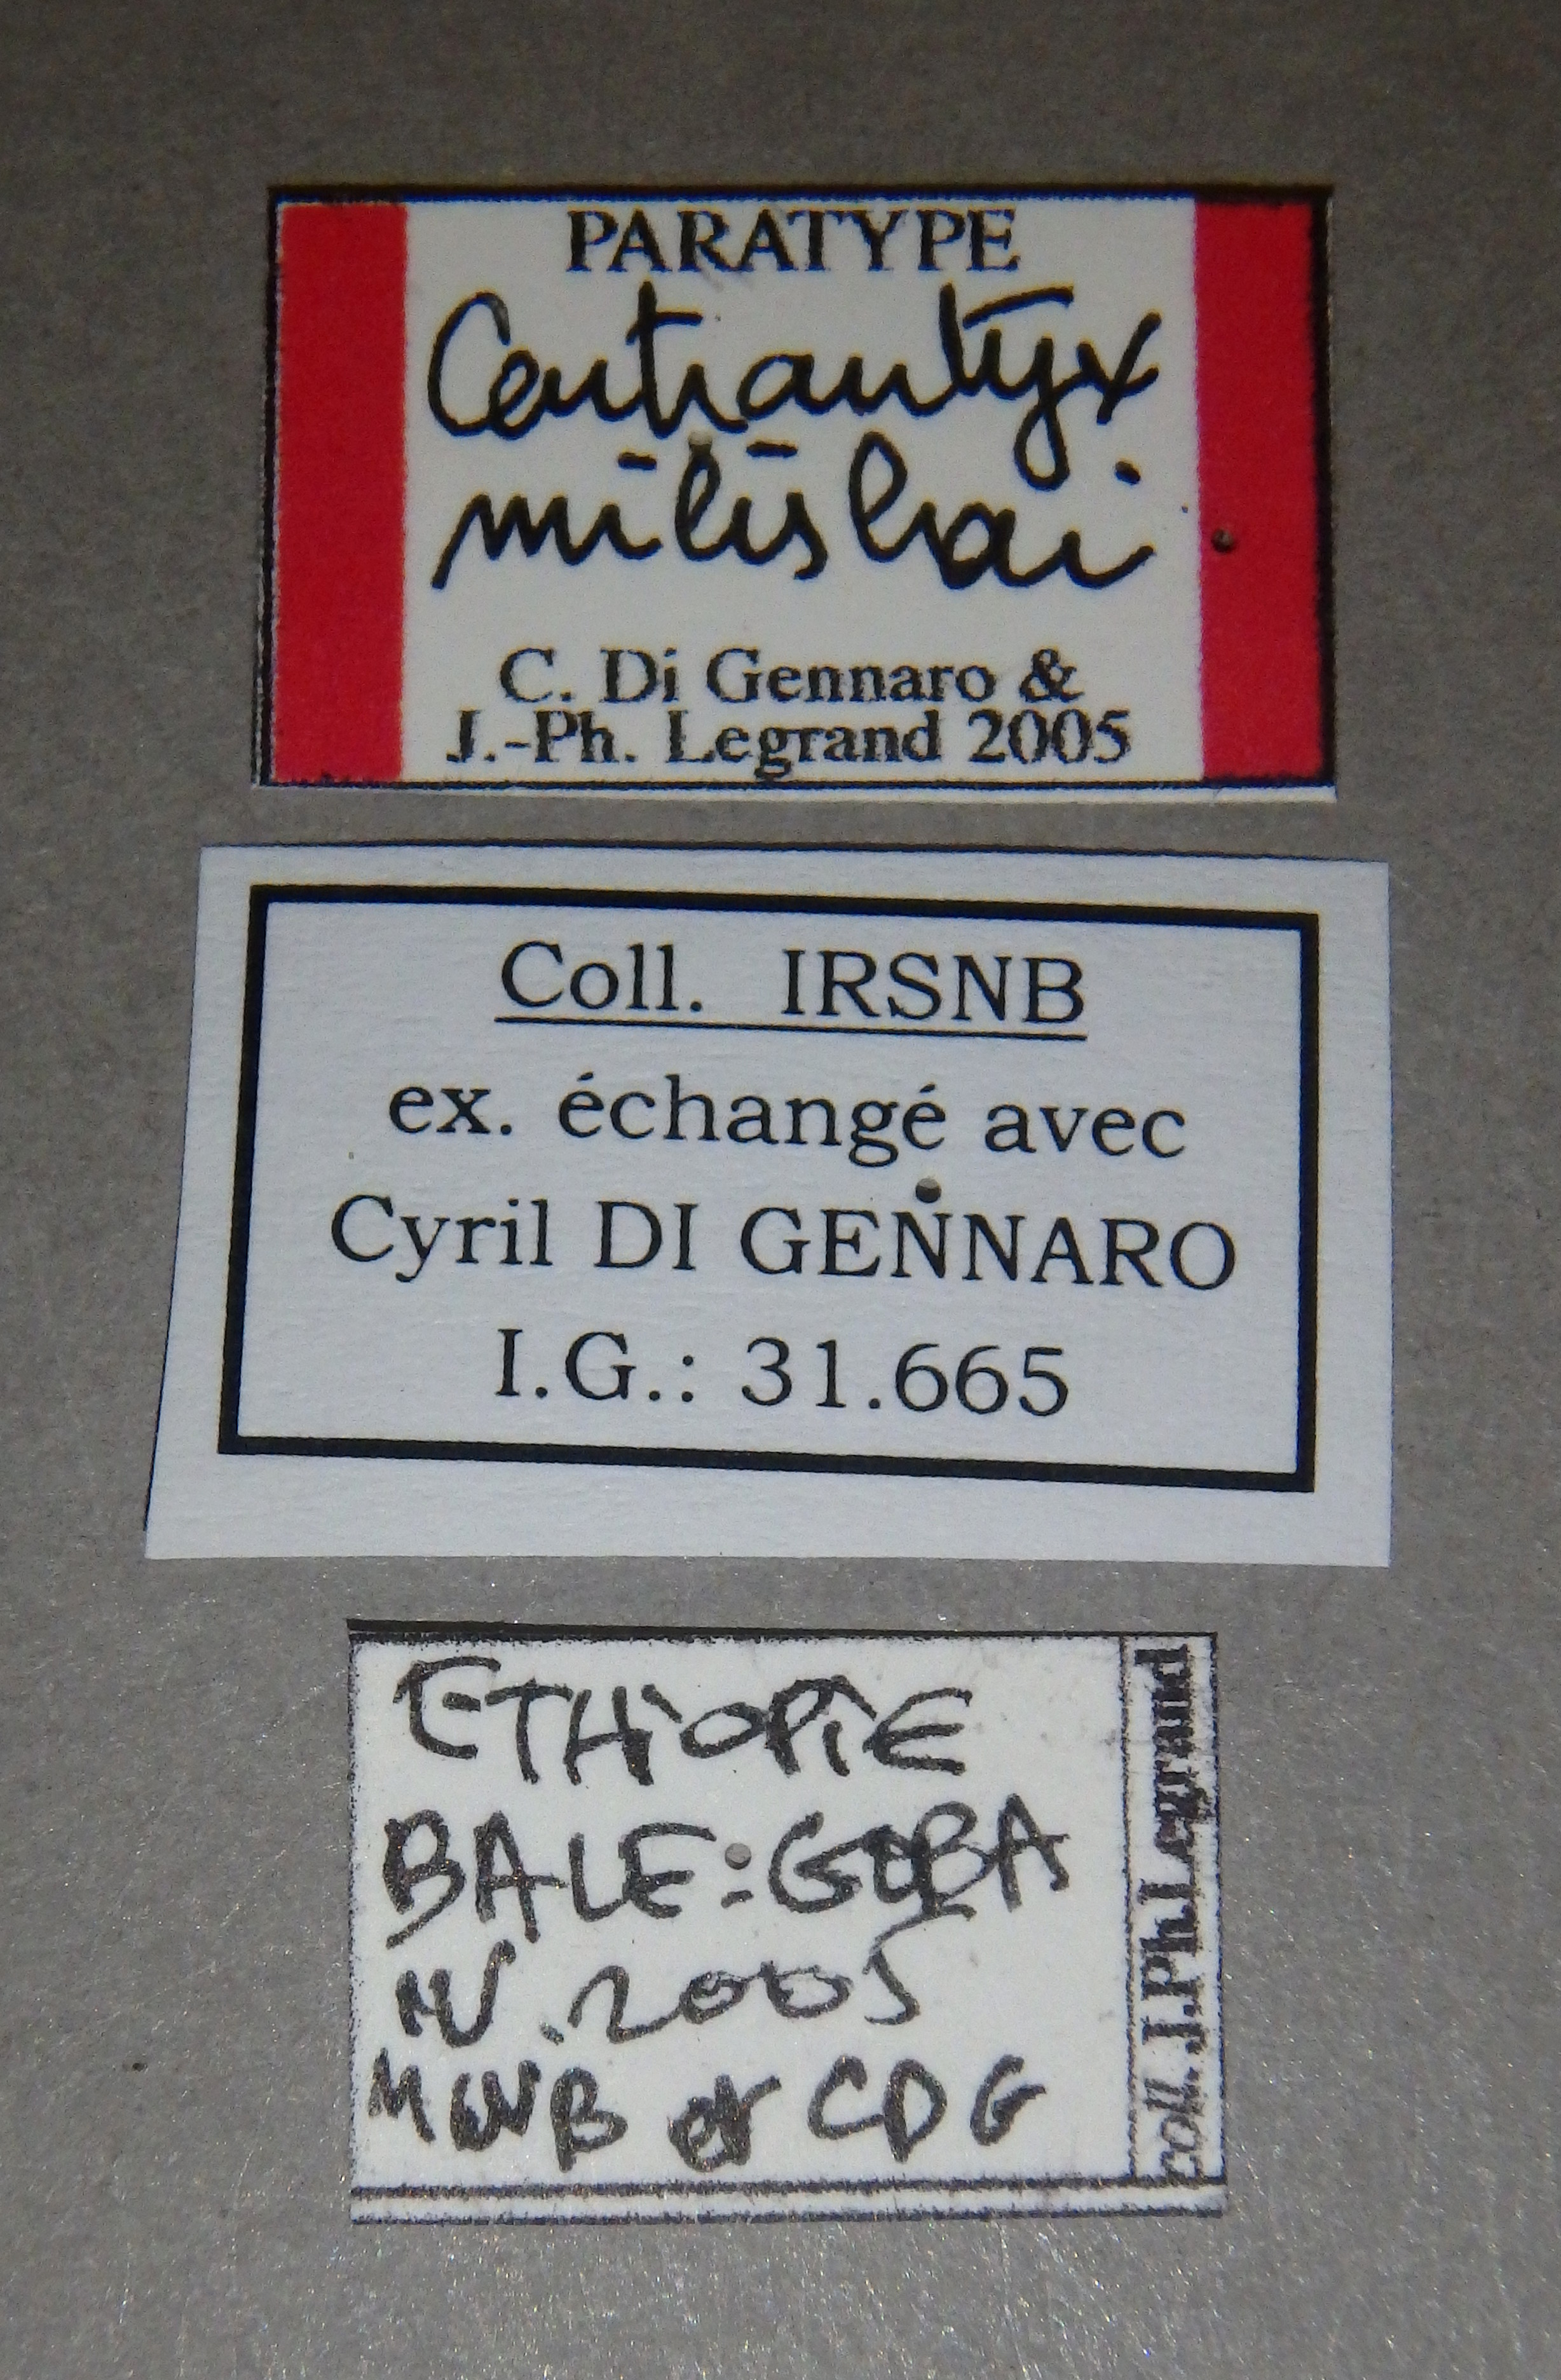 PARATYPE
Centrantyx
milishai
C. Di Gennaro &
J.-Ph. Legrand 2005
Coll. IRSNB
ex. échangé avec
Cyril DI GENNARO
I.G.: 31.665
ETHiOPiE
BALE: GOBA
IV.2005
MWB et CDG
coll. J.Ph Legrand